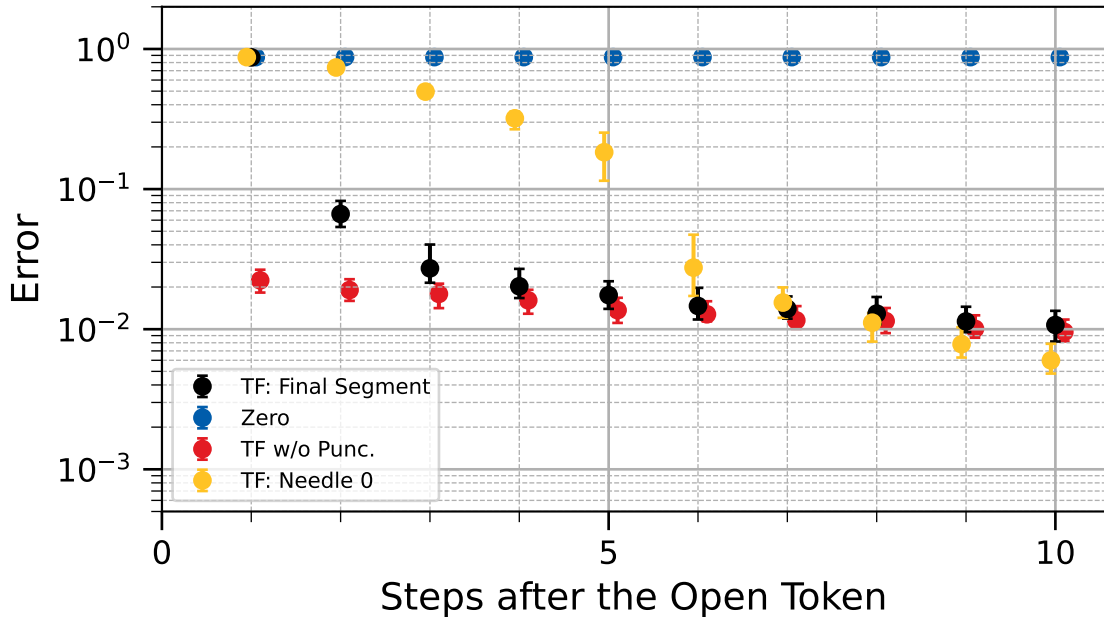 10⁰
10⁻¹
10⁻²
10⁻³
Error
TF: Final Segment
Zero
TF w/o Punc.
TF: Needle 0
0
5
10
Steps after the Open Token